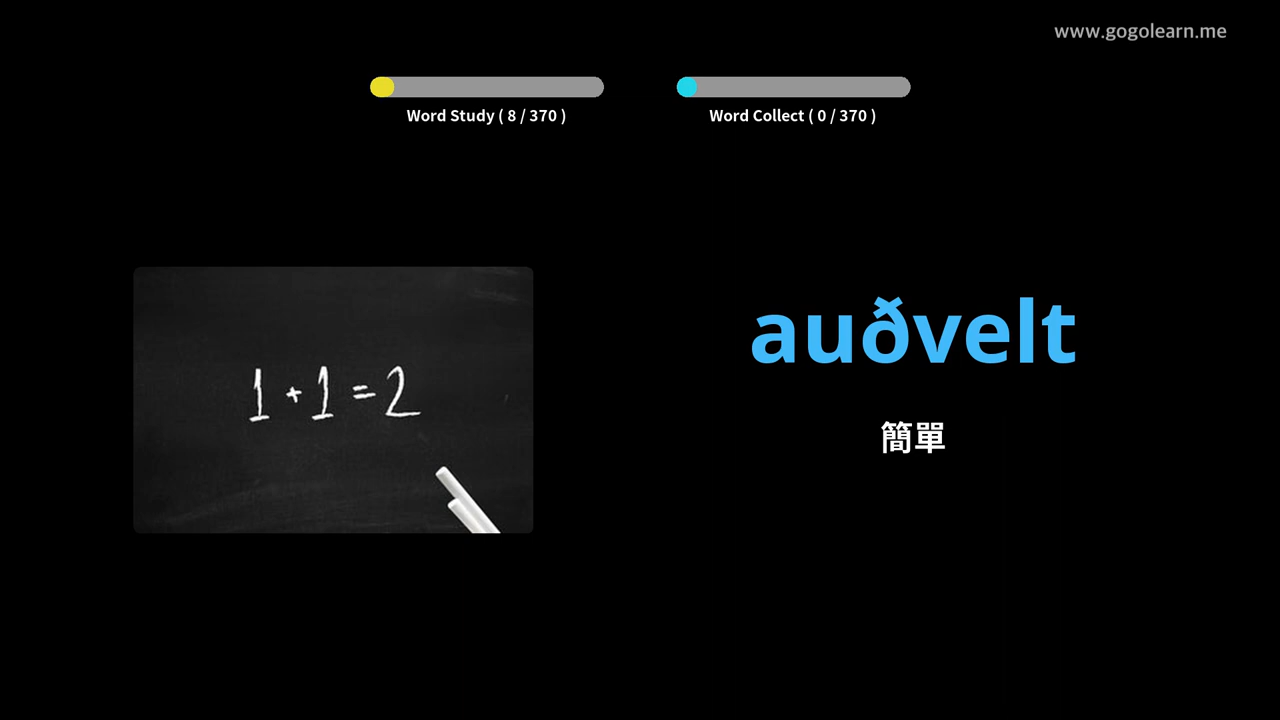 www.gogolearn.me
Word Study ( 8 / 370 )
Word Collect ( 0 / 370 )
1 + 1 = 2
auðvelt
簡單